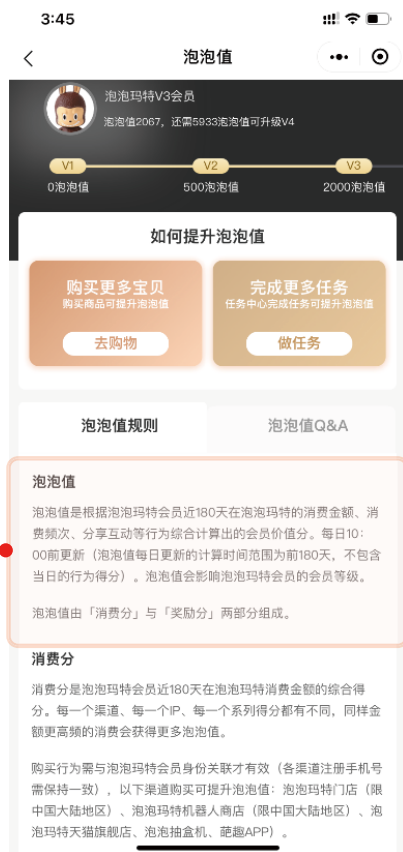 3:45
泡泡值
泡泡玛特V3会员
泡泡值2067，还需5933泡泡值可升级V4
V1 V2 V3
0泡泡值 500泡泡值 2000泡泡值
如何提升泡泡值
购买更多宝贝 完成更多任务
购买商品可提升泡泡值 任务中心完成任务可提升泡泡值
去购物 做任务
泡泡值规则 泡泡值Q&A
泡泡值
泡泡值是根据泡泡玛特会员近180天在泡泡玛特的消费金额、消
费频次、分享互动等行为综合计算出的会员价值分。每日10：
00前更新（泡泡值每日更新的计算时间范围为前180天，不包含
当日的行为得分）。泡泡值会影响泡泡玛特会员的会员等级。
泡泡值由「消费分」与「奖励分」两部分组成。
消费分
消费分是泡泡玛特会员近180天在泡泡玛特消费金额的综合得
分。每一个渠道、每一个IP、每一个系列得分都有不同，同样金
额更高频的消费会获得更多泡泡值。
购买行为需与泡泡玛特会员身份关联才有效（各渠道注册手机号
需保持一致），以下渠道购买可提升泡泡值：泡泡玛特门店（限
中国大陆地区）、泡泡玛特机器人商店（限中国大陆地区）、泡
泡玛特天猫旗舰店、泡泡抽盒机、葩趣APP）。